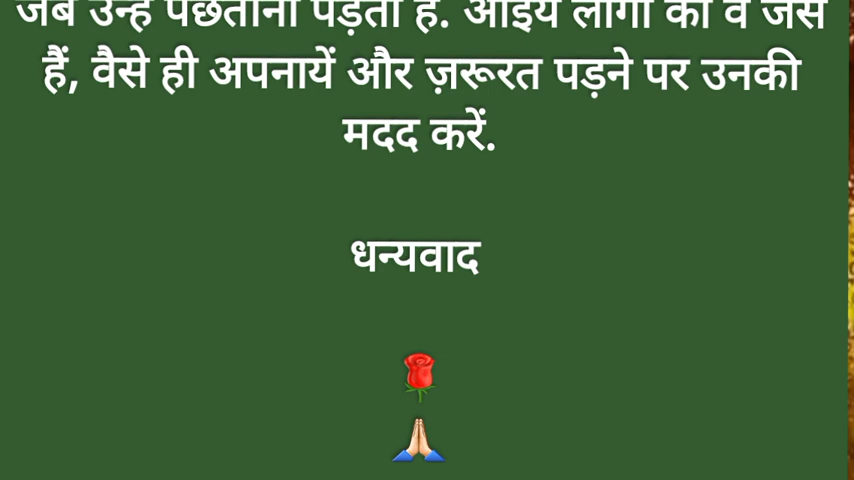 जब उन्हें पछताना पड़ता है. आइये लोगों को वे जैसे
हैं, वैसे ही अपनायें और ज़रूरत पड़ने पर उनकी
मदद करें.
धन्यवाद